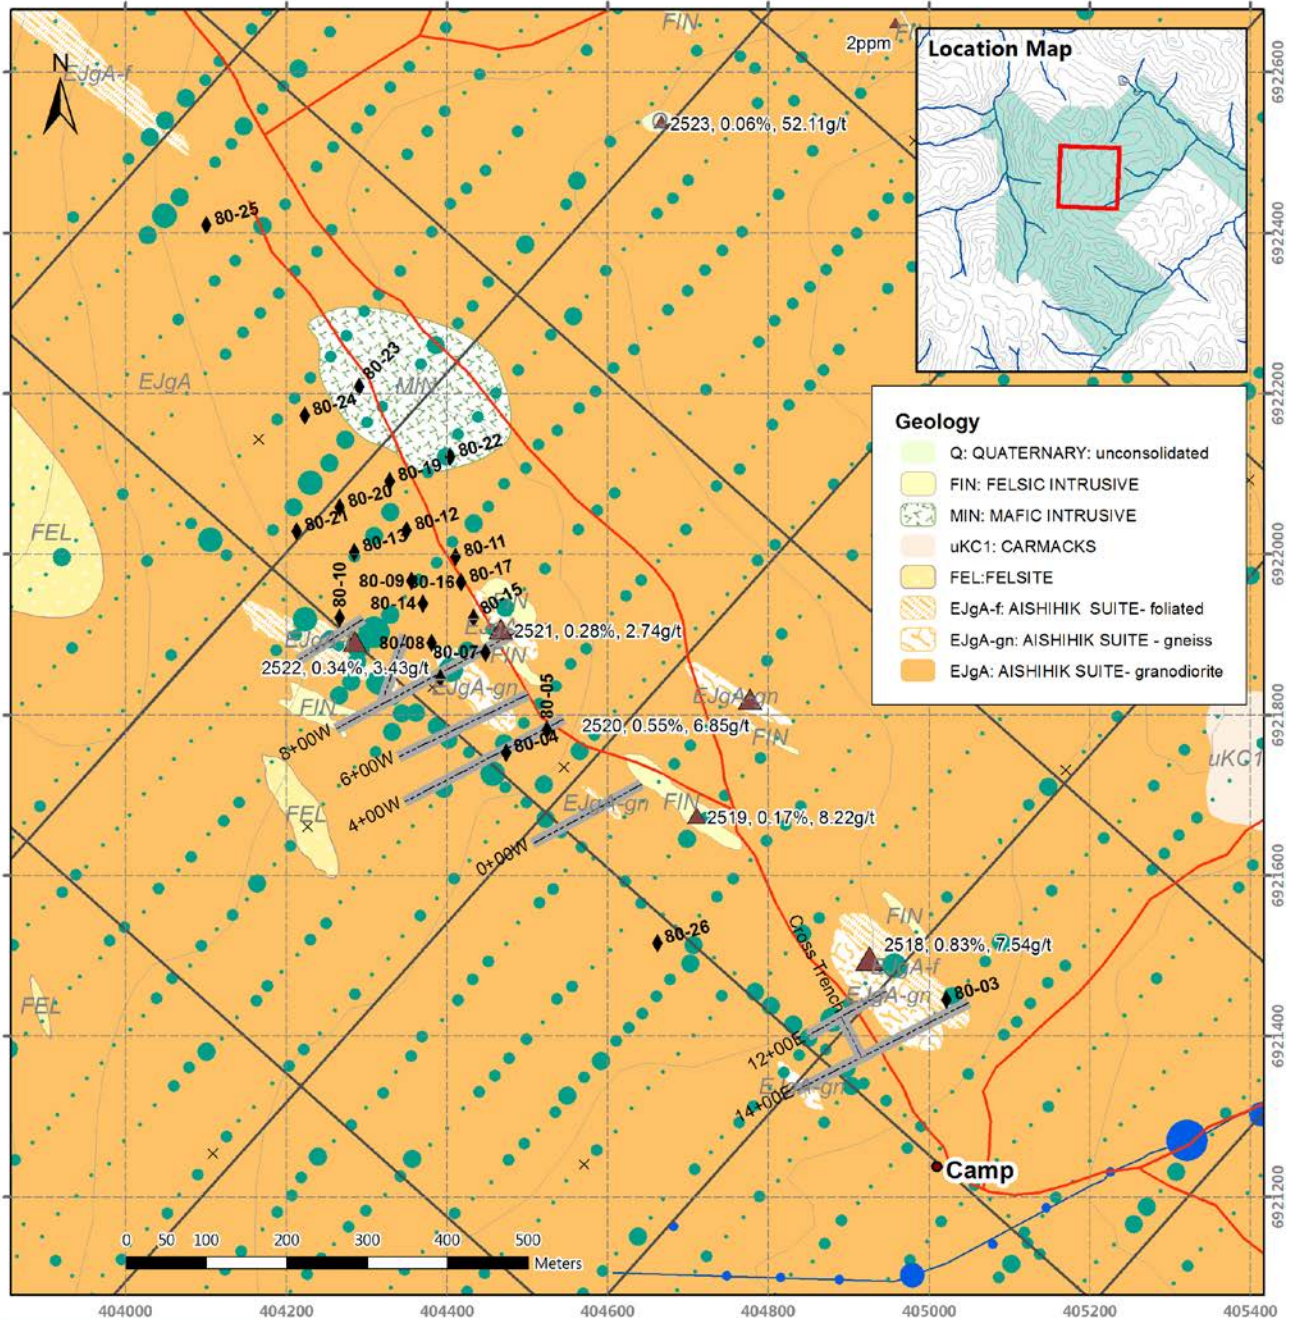 FIN
FIN
2ppm
Location Map
N
EJgA-f
2523, 0.06%, 52.11g/t
80-25
80-23
EJgA
MIN
80-24
80-22
80-19
80-20
80-21
80-12
80-13
80-11
FEL
80-10
80-09
80-16
80-17
80-14
80-15
2521, 0.28%, 2.74g/t
80/08
80-07
FIN
2522, 0.34%, 3.43g/t
EJgA-gn
EJgA-gn
80-05
FIN
2520, 0.55%, 6.85g/t
FIN
8+00W
80-04
6+00W
uKC1
4+00W
EJgA-gn
FIN
FEL
2519, 0.17%, 8.22g/t
0+00W
FIN
80-26
Cross Trench
2518, 0.83%, 7.54g/t
EJgA-f
EJgA-gn
80-03
FEL
12+00E
EJgA-gn
14+00E
Camp
Geology
Q: QUATERNARY: unconsolidated
FIN: FELSIC INTRUSIVE
MIN: MAFIC INTRUSIVE
uKC1: CARMACKS
FEL:FELSITE
EJgA-f: AISHIHIK SUITE- foliated
EJgA-gn: AISHIHIK SUITE - gneiss
EJgA: AISHIHIK SUITE- granodiorite
6922600
6922400
6922200
6922000
6921800
6921600
6921400
6921200
0 50 100 200 300 400 500
Meters
404000 404200 404400 404600 404800 405000 405200 405400